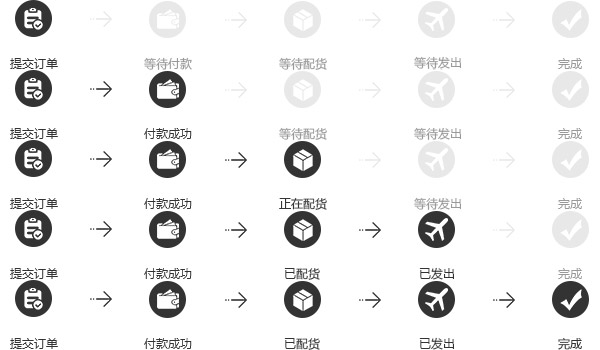 提交订单 等待付款 等待配货 等待发出 完成
提交订单 付款成功 等待配货 等待发出 完成
提交订单 付款成功 正在配货 等待发出 完成
提交订单 付款成功 已配货 已发出 完成
提交订单 付款成功 已配货 已发出 完成